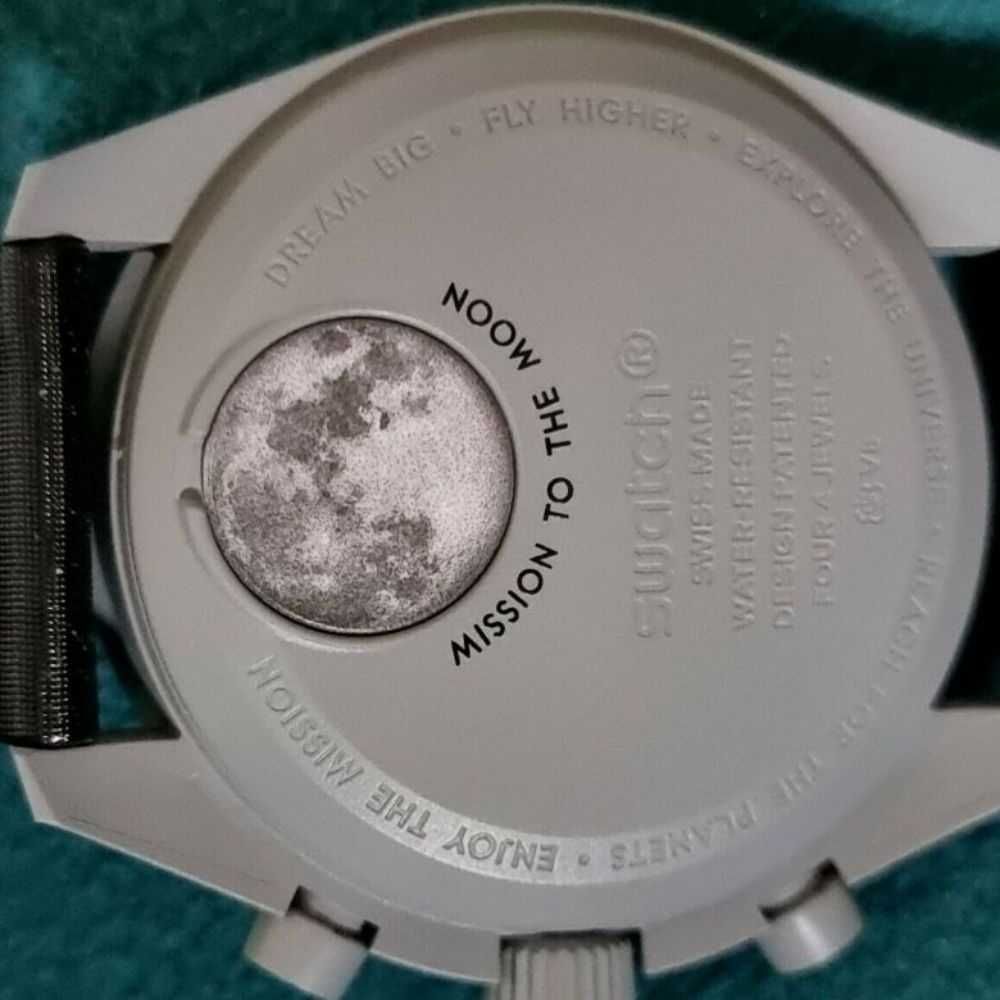 DREAM BIG • FLY HIGHER • EXPLORE THE UNIVERSE • REACH FOR THE PLANETS • ENJOY THE MISSION
MISSION TO THE MOON
swatch®
SWISS MADE
WATER-RESISTANT
DESIGN PATENTED
FOUR 4 JEWELS